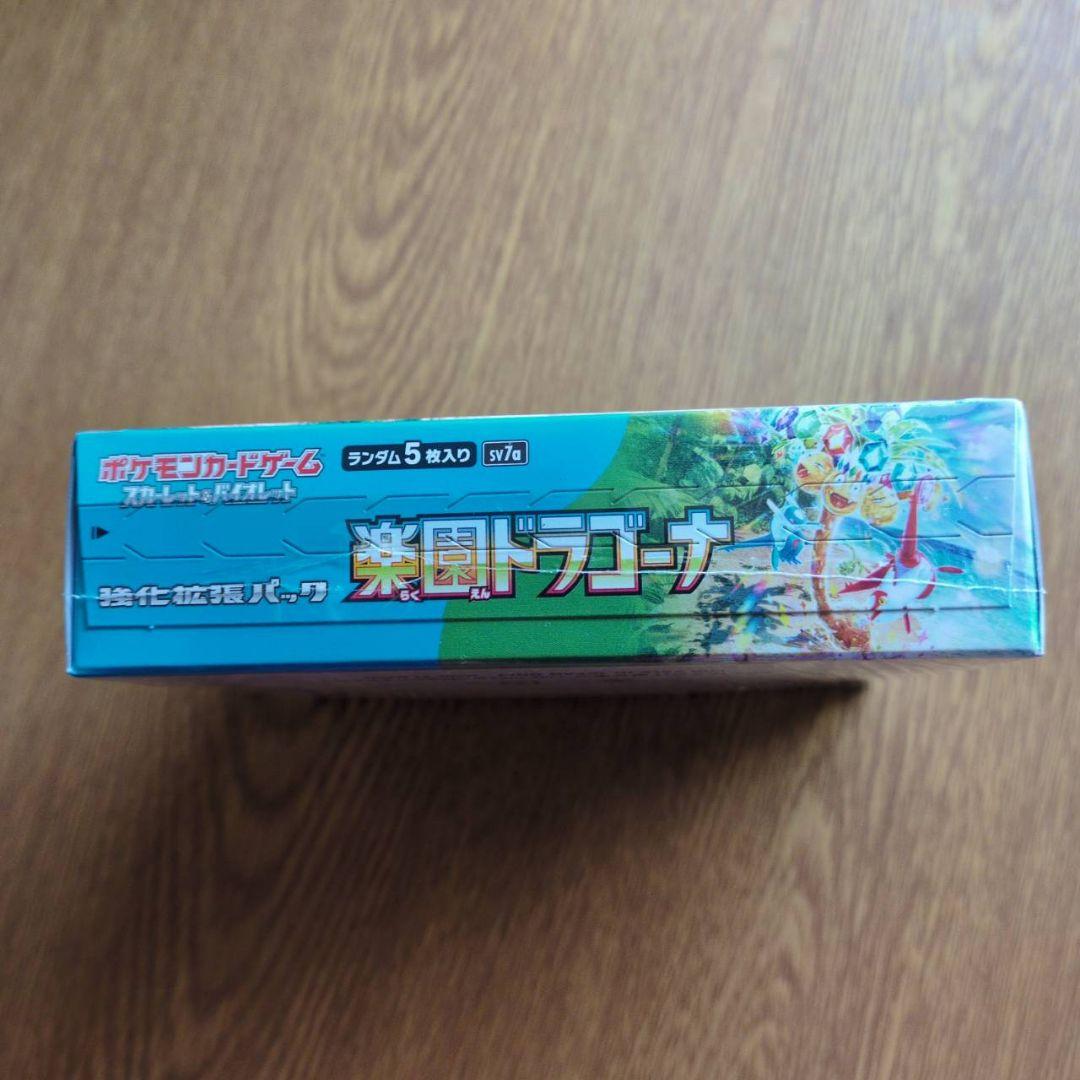 ポケモンカードゲーム
スカーレット&バイオレット
ランダム5枚入り
SV7a
強化拡張パック
楽園ドラゴーナ
らく えん